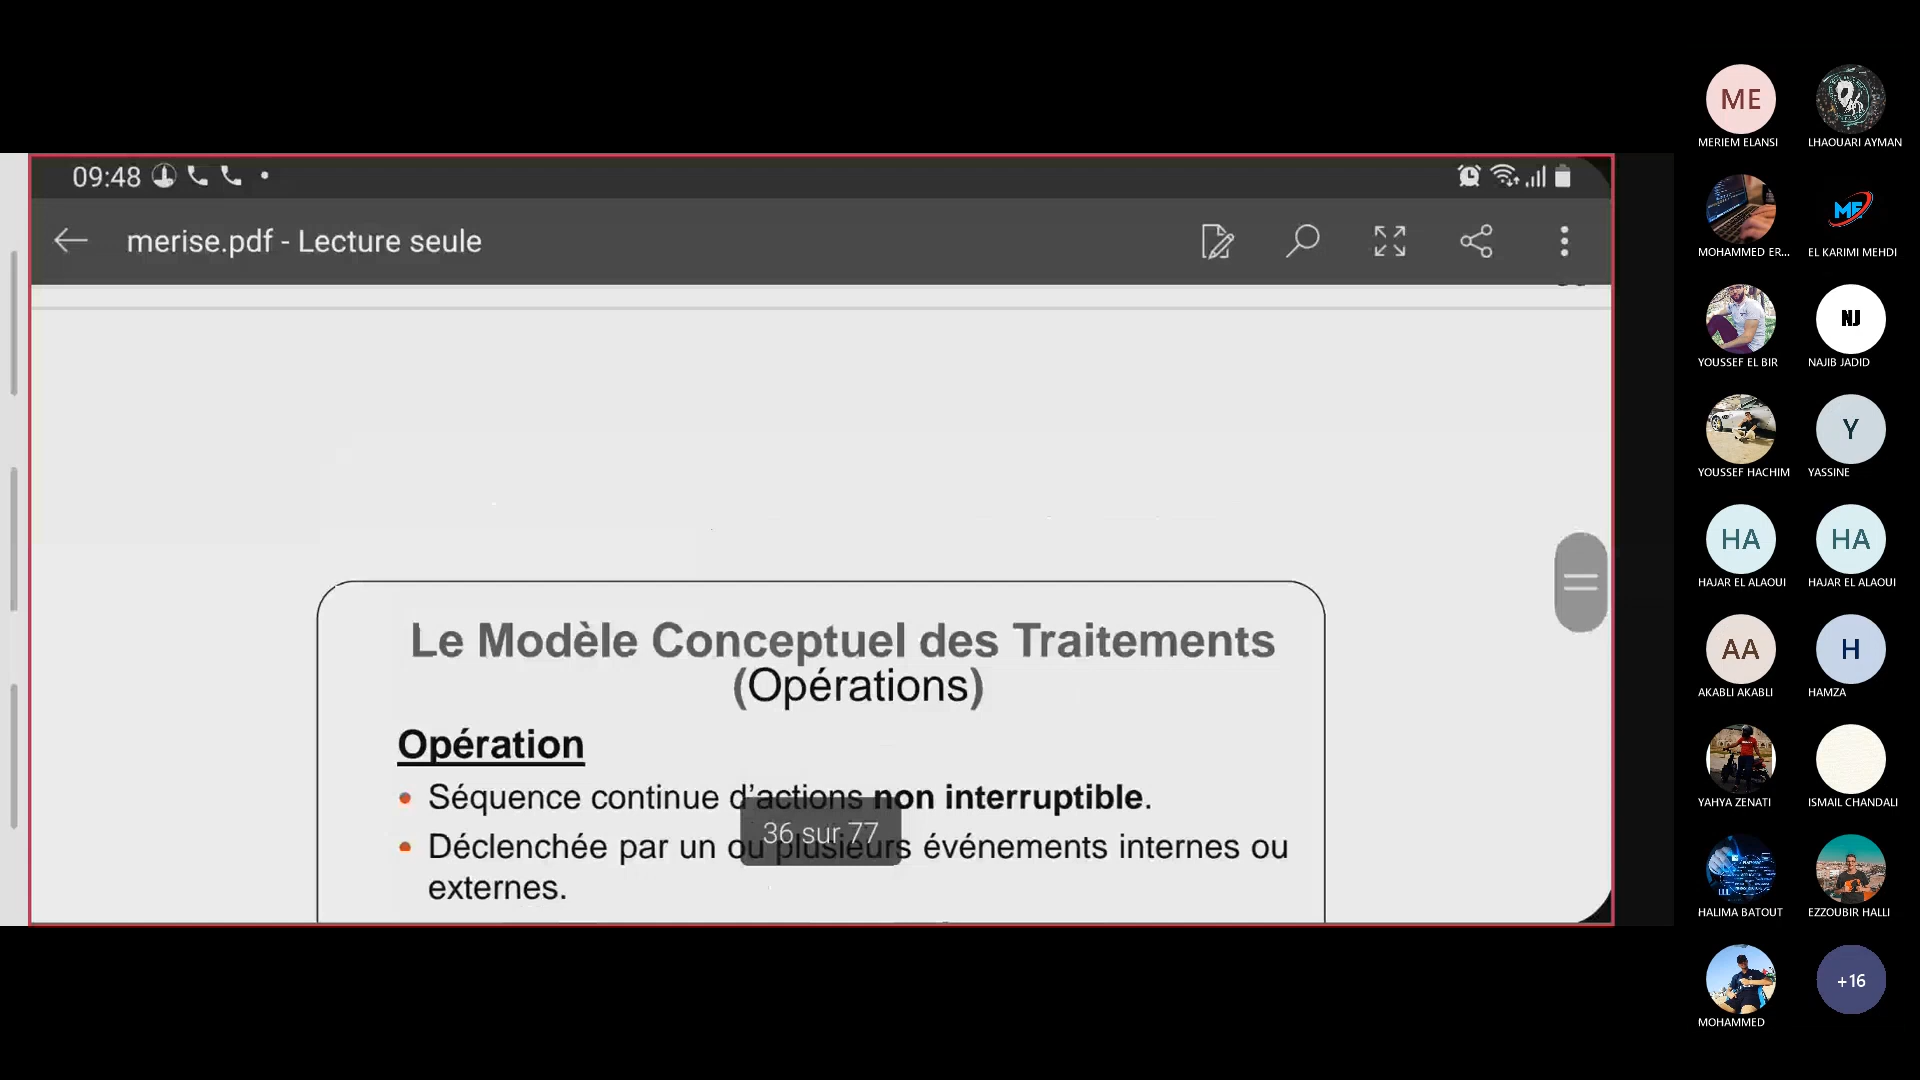 09:48
merise.pdf - Lecture seule
Le Modèle Conceptuel des Traitements
(Opérations)
Opération
• Séquence continue d’actions non interruptible.
• Déclenchée par un ou plusieurs événements internes ou
externes.
36 sur 77
ME
MERIEM ELANSI
LHAOUARI AYMAN
MOHAMMED ER...
ME
EL KARIMI MEHDI
YOUSSEF EL BIR
NJ
NAJIB JADID
YOUSSEF HACHIM
Y
YASSINE
HA
HAJAR EL ALAOUI
HA
HAJAR EL ALAOUI
AA
AKABLI AKABLI
H
HAMZA
YAHYA ZENATI
ISMAIL CHANDALI
HALIMA BATOUT
EZZOUBIR HALLI
MOHAMMED
+16